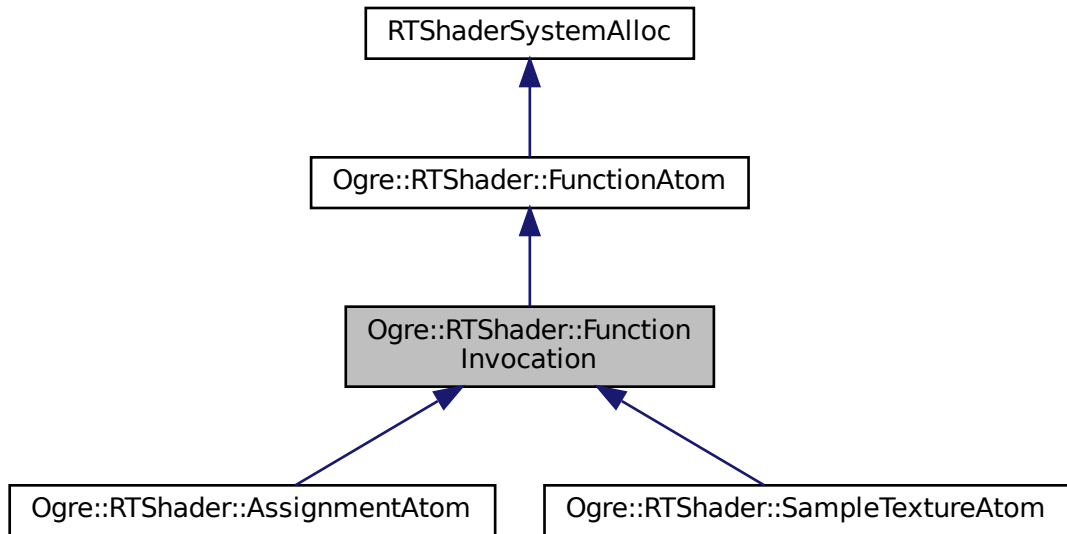 RTShaderSystemAlloc
Ogre::RTShader::FunctionAtom
Ogre::RTShader::Function
Invocation
Ogre::RTShader::AssignmentAtom
Ogre::RTShader::SampleTextureAtom